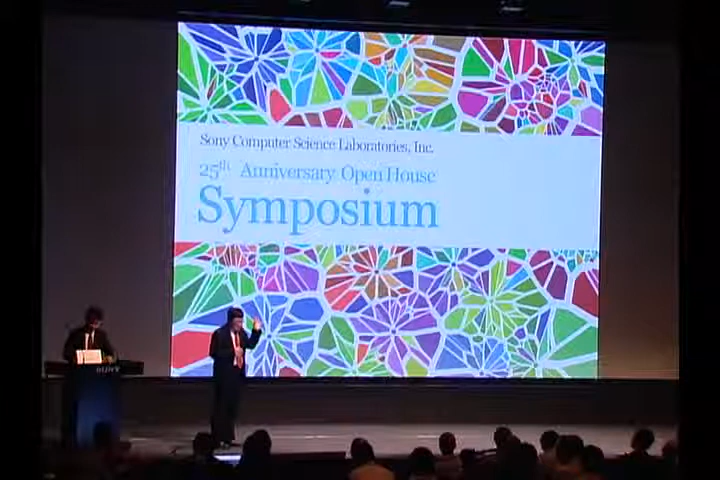 Sony Computer Science Laboratories, Inc.
25th Anniversary Open House
Symposium
SONY